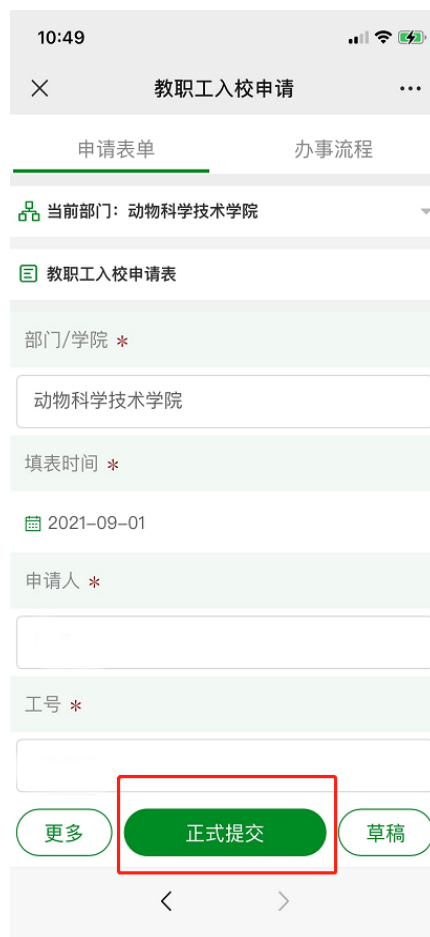 10:49
教职工入校申请
申请表单 办事流程
当前部门：动物科学技术学院
教职工入校申请表
部门/学院 *
动物科学技术学院
填表时间 *
2021-09-01
申请人 *
工号 *
更多 正式提交 草稿